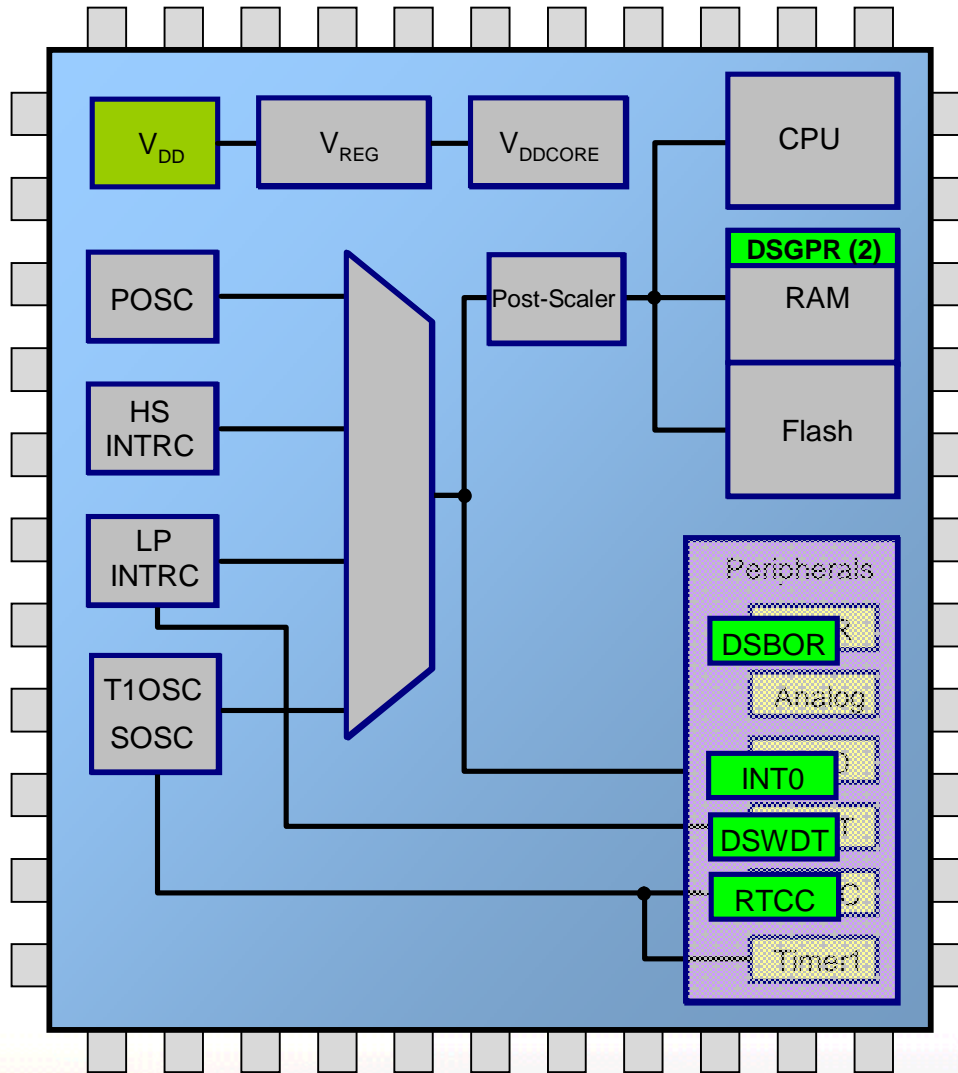 VDD
VREG
VDDCORE
CPU
POSC
Post-Scaler
DSGPR (2)
RAM
HS
INTRC
Flash
LP
INTRC
Peripherals
R
DSBOR
T1OSC
SOSC
Analog
INT0
DSWDT
T
RTCC
C
Timer1